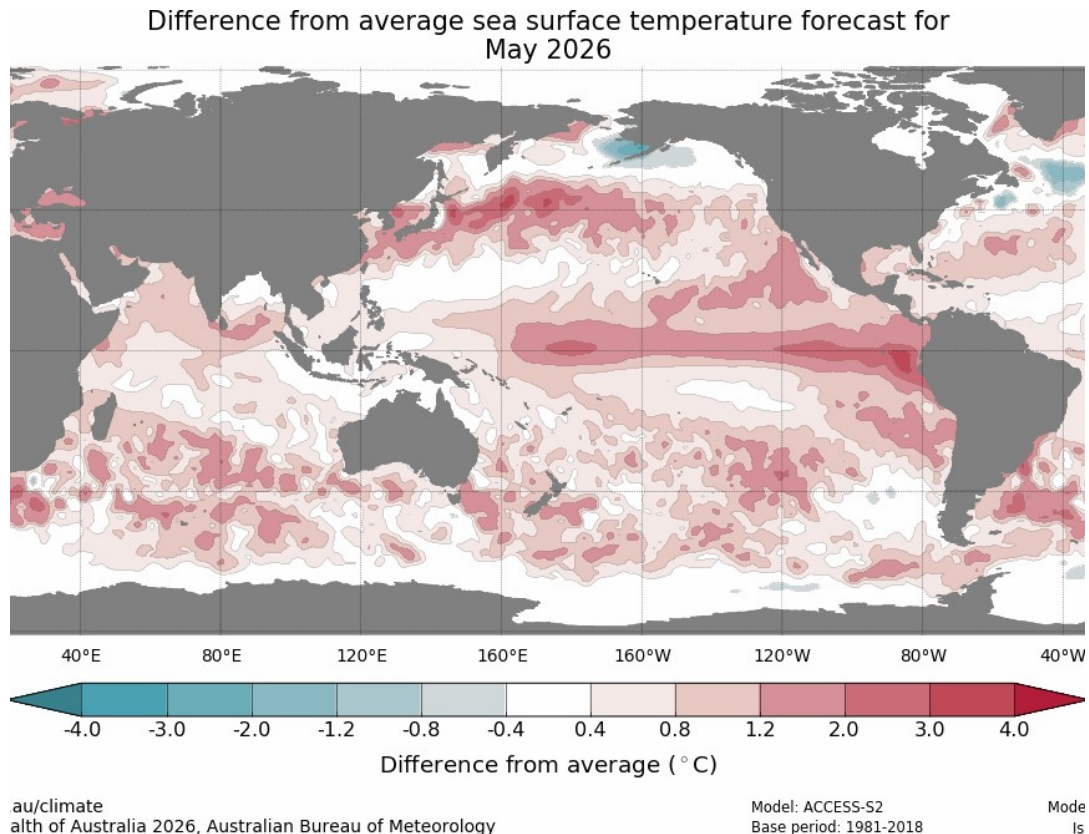 Difference from average sea surface temperature forecast for
May 2026
40°E 80°E 120°E 160°E 160°W 120°W 80°W 40°W
-4.0 -3.0 -2.0 -1.2 -0.8 -0.4 0.4 0.8 1.2 2.0 3.0 4.0
Difference from average (°C)
.au/climate
alth of Australia 2026, Australian Bureau of Meteorology
Model: ACCESS-S2
Base period: 1981-2018
Mode
Is